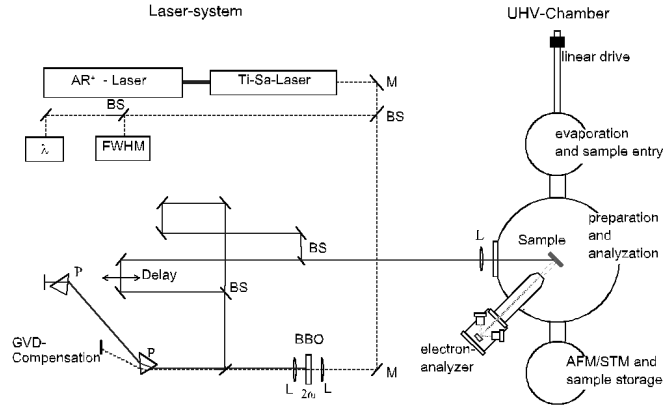 Laser-system
UHV-Chamber
linear drive
AR+ - Laser
Ti-Sa-Laser
M
BS
BS
λ
FWHM
evaporation
and sample entry
preparation
and
analyzation
Sample
L
BS
Delay
BS
P
P
GVD-
Compensation
BBO
L
2ω
L
M
electron-
analyzer
AFM/STM and
sample storage